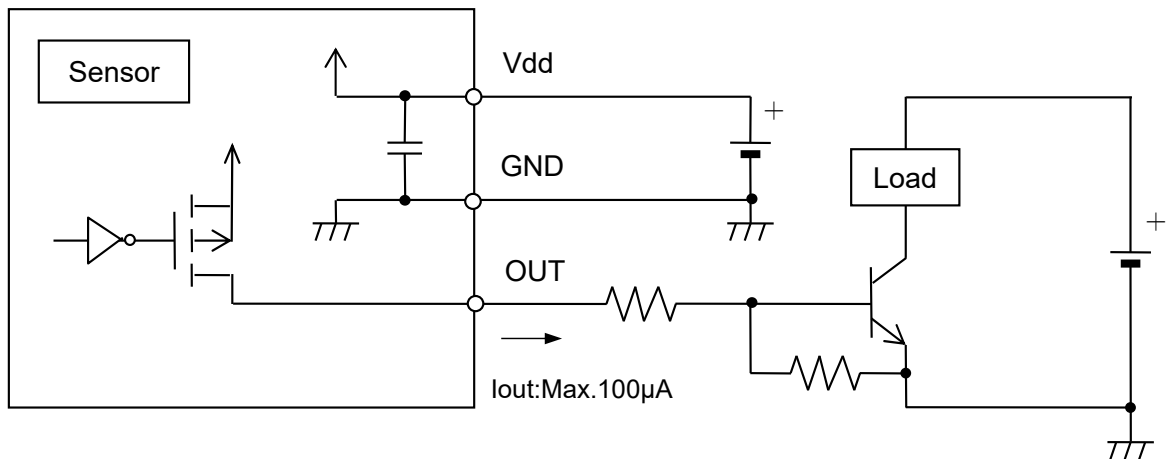 Sensor
Vdd
+
GND
Load
+
OUT
Iout:Max.100μA